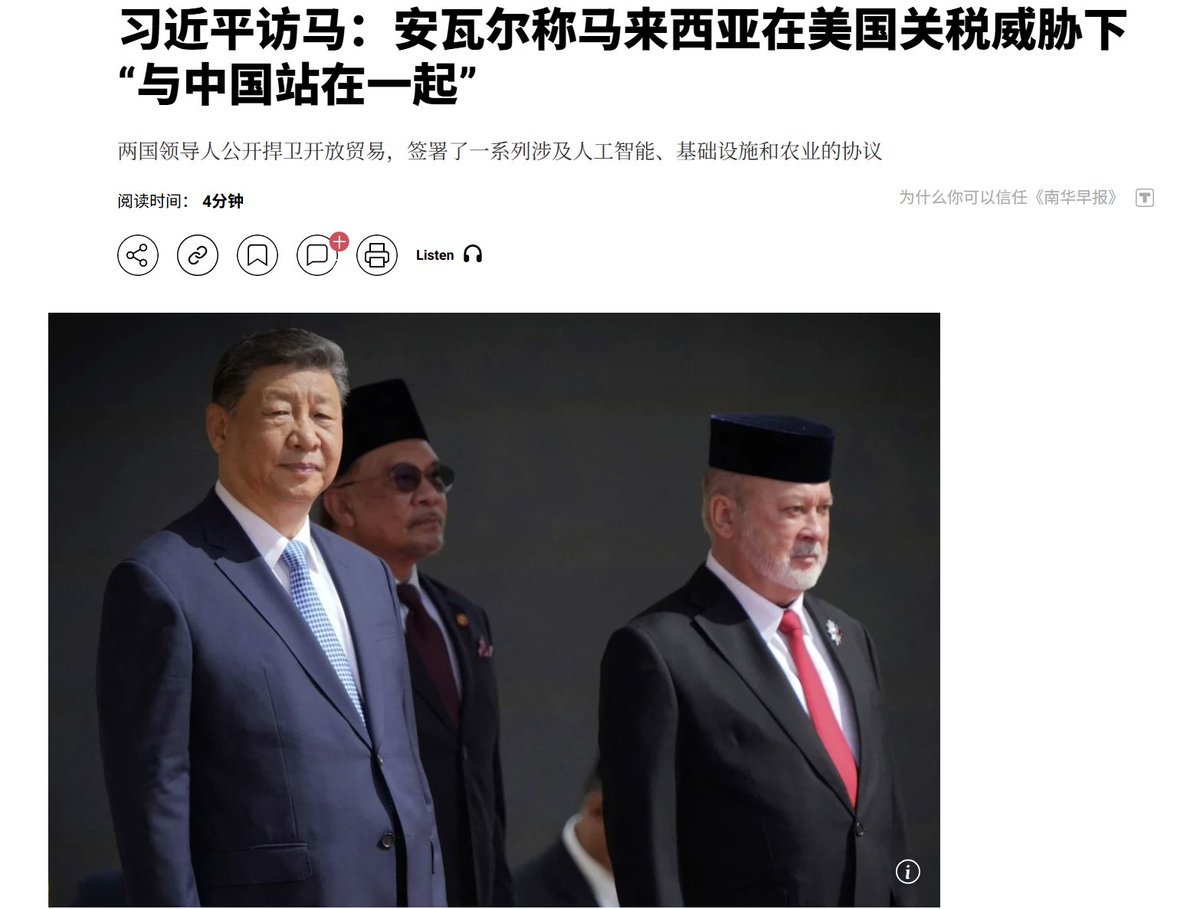 习近平访马：安瓦尔称马来西亚在美国关税威胁下
“与中国站在一起”
两国领导人公开捍卫开放贸易，签署了一系列涉及人工智能、基础设施和农业的协议
阅读时间： 4分钟
为什么你可以信任《南华早报》
Listen